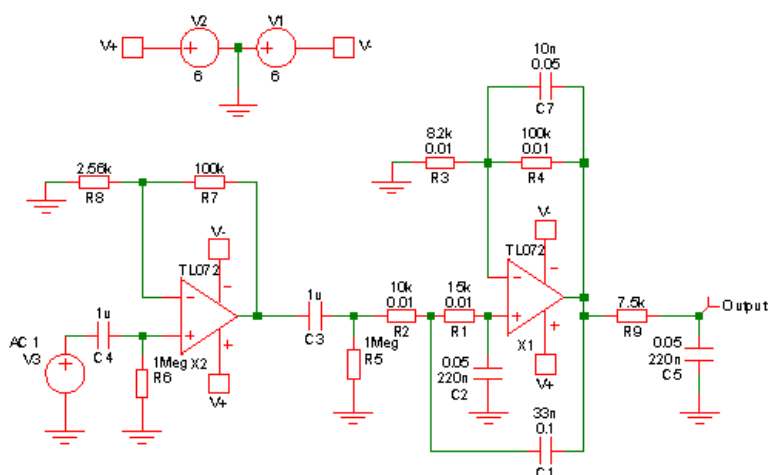 V2 V1
V+ V-
6 6
10n
0.05
C7
8.2k 100k
0.01 0.01
R3 R4
2.56k 100k
R8 R7
V- V-
TL072 TL072
1u 1u 10k 15k 7.5k
0.01 0.01 Output
AC 1 C4 C3 R2 R1 R9
V3 1Meg X2 1Meg X1 0.05
R6 R5 0.05 220n
V+ 220n V+ C5
C2
33n
0.1
C1